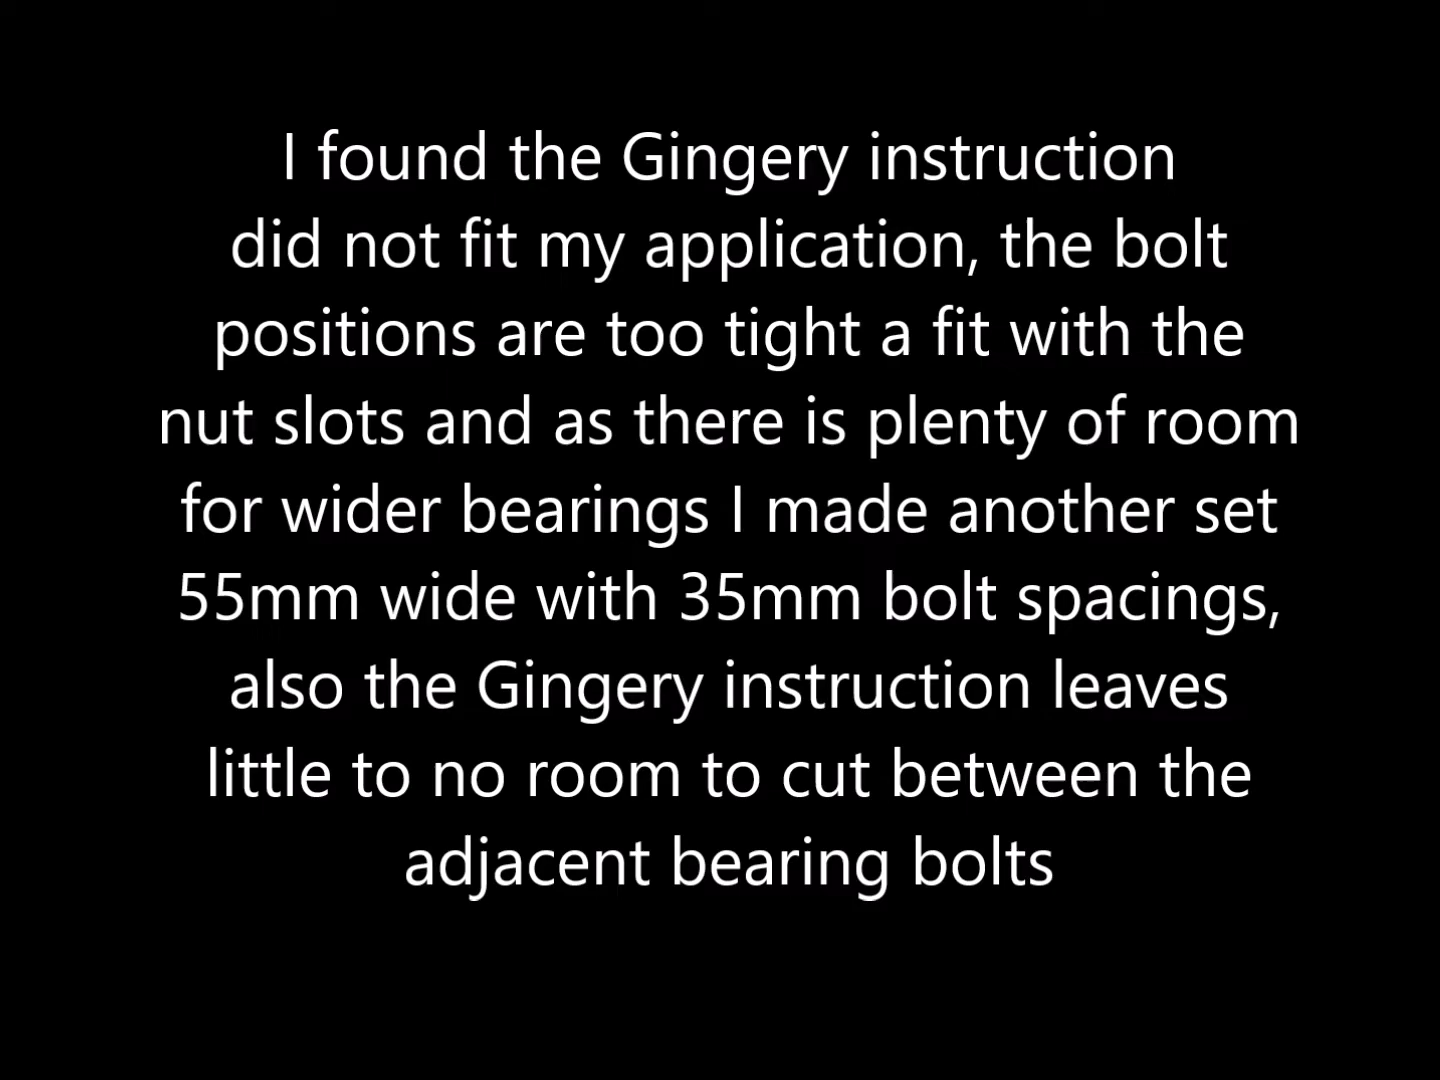 I found the Gingery instruction
did not fit my application, the bolt
positions are too tight a fit with the
nut slots and as there is plenty of room
for wider bearings I made another set
55mm wide with 35mm bolt spacings,
also the Gingery instruction leaves
little to no room to cut between the
adjacent bearing bolts